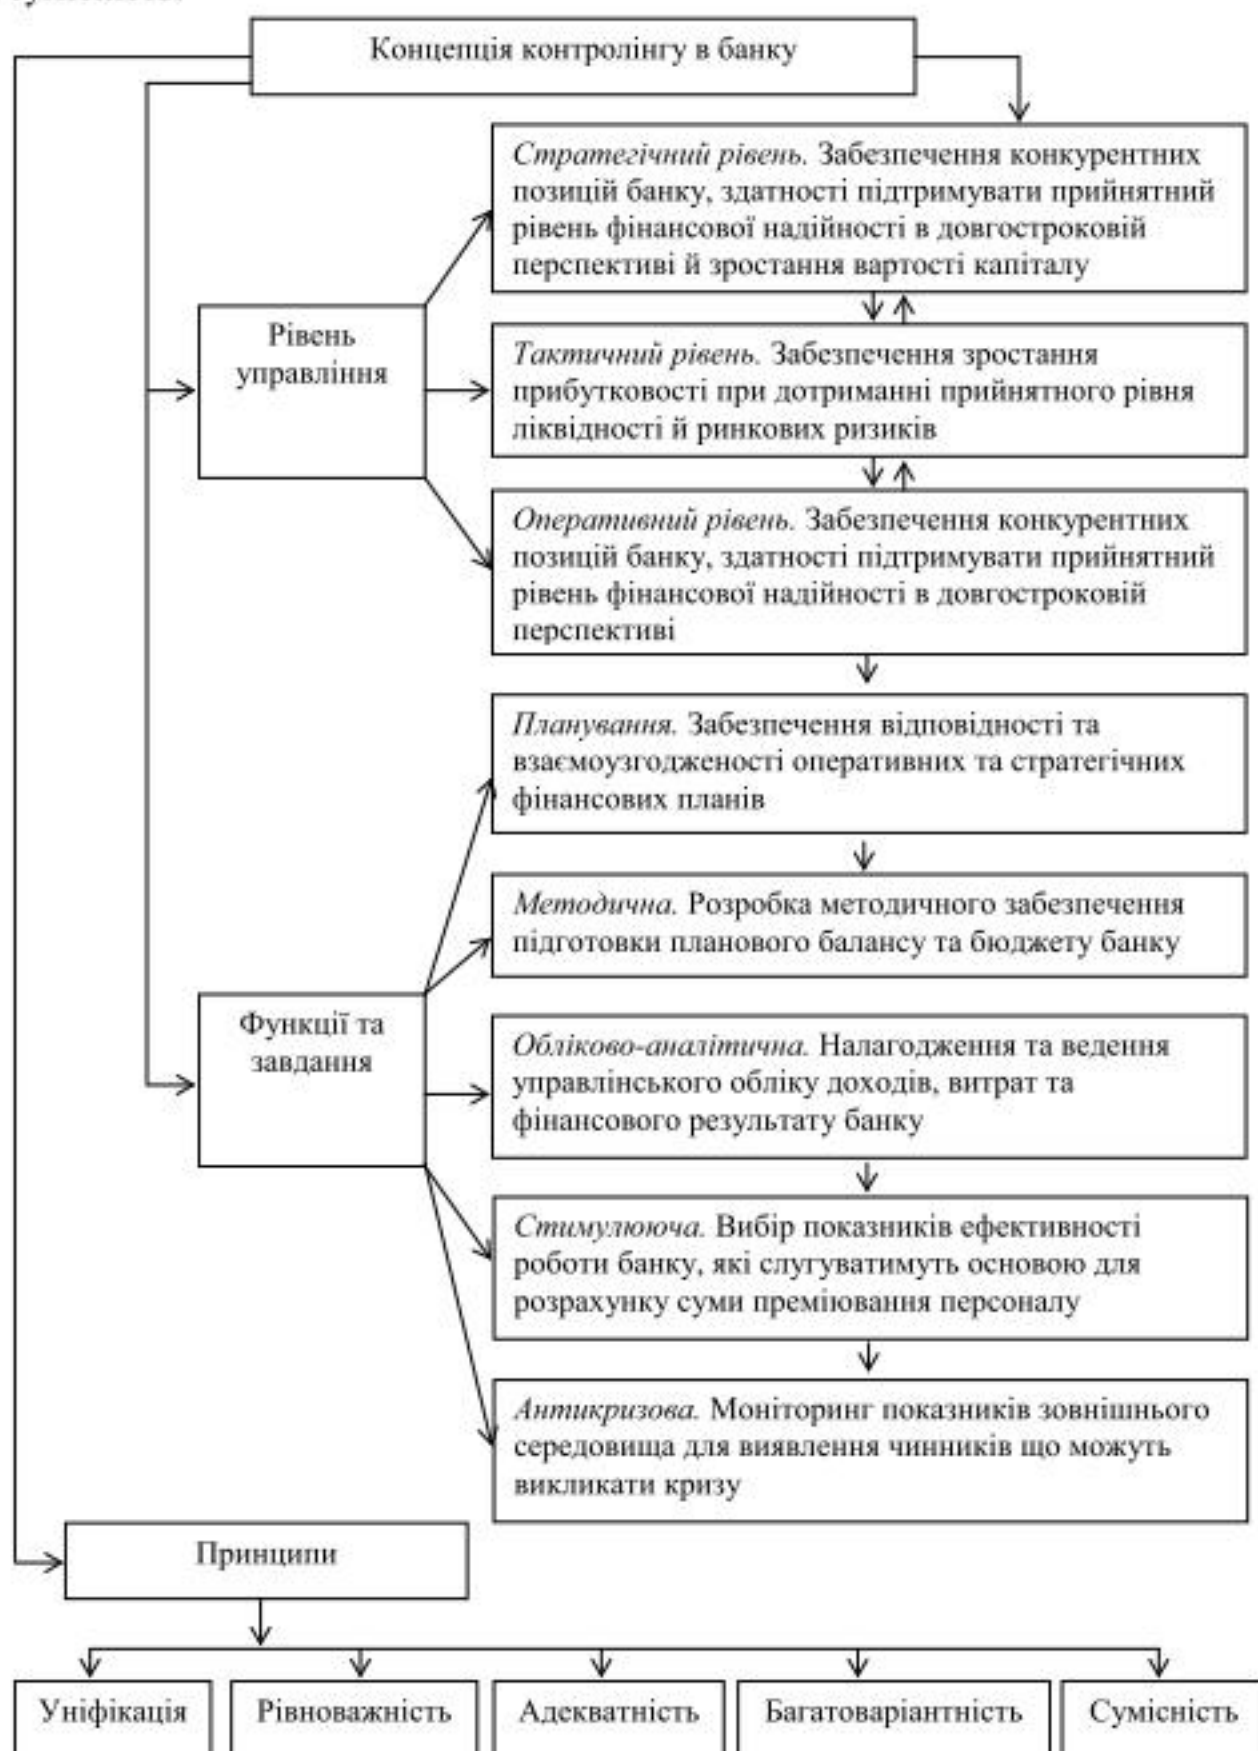 Концепція контролінгу в банку
Стратегічний рівень. Забезпечення конкурентних
позицій банку, здатності підтримувати прийнятний
рівень фінансової надійності в довгостроковій
перспективі й зростання вартості капіталу
Рівень
управління
Тактичний рівень. Забезпечення зростання
прибутковості при дотриманні прийнятного рівня
ліквідності й ринкових ризиків
Оперативний рівень. Забезпечення конкурентних
позицій банку, здатності підтримувати прийнятний
рівень фінансової надійності в довгостроковій
перспективі
Планування. Забезпечення відповідності та
взаємоузгодженості оперативних та стратегічних
фінансових планів
Методична. Розробка методичного забезпечення
підготовки планового балансу та бюджету банку
Функції та
завдання
Обліково-аналітична. Налагодження та ведення
управлінського обліку доходів, витрат та
фінансового результату банку
Стимулююча. Вибір показників ефективності
роботи банку, які слугуватимуть основою для
розрахунку суми преміювання персоналу
Антикризова. Моніторинг показників зовнішнього
середовища для виявлення чинників що можуть
викликати кризу
Принципи
Уніфікація
Рівноважність
Адекватність
Багатоваріантність
Сумісність